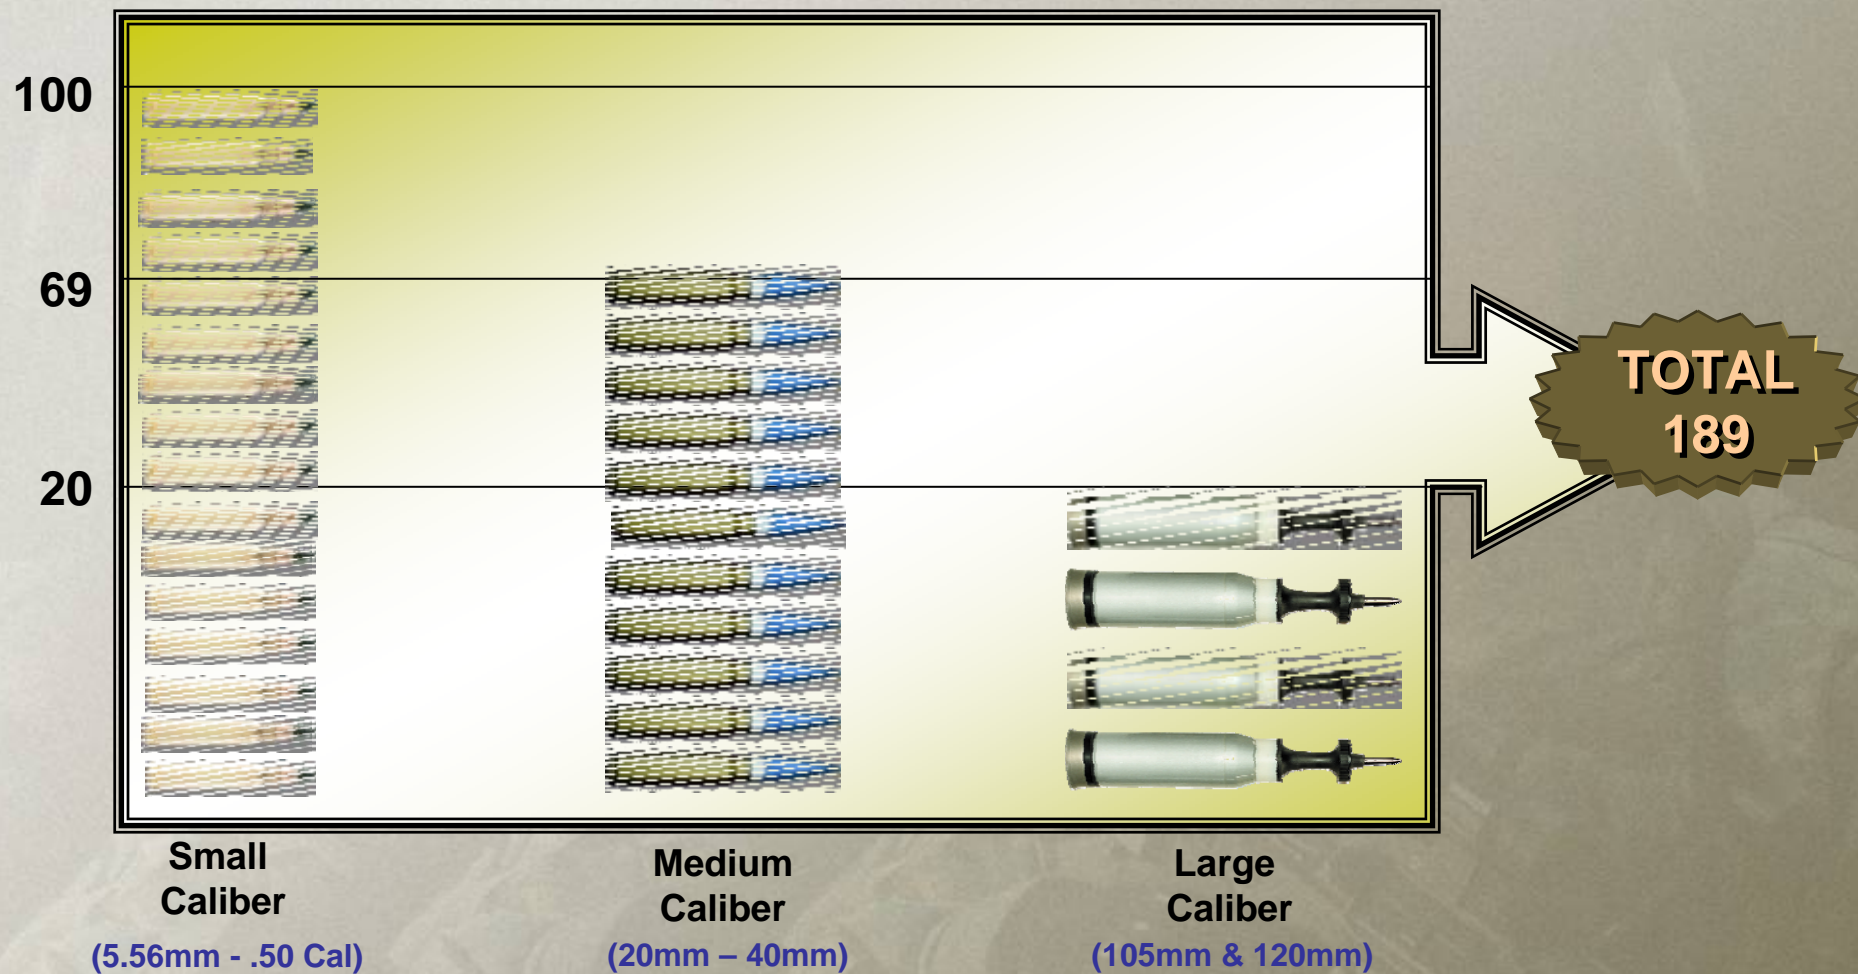 100
69
20
TOTAL
189
Small
Caliber
(5.56mm - .50 Cal)
Medium
Caliber
(20mm – 40mm)
Large
Caliber
(105mm & 120mm)